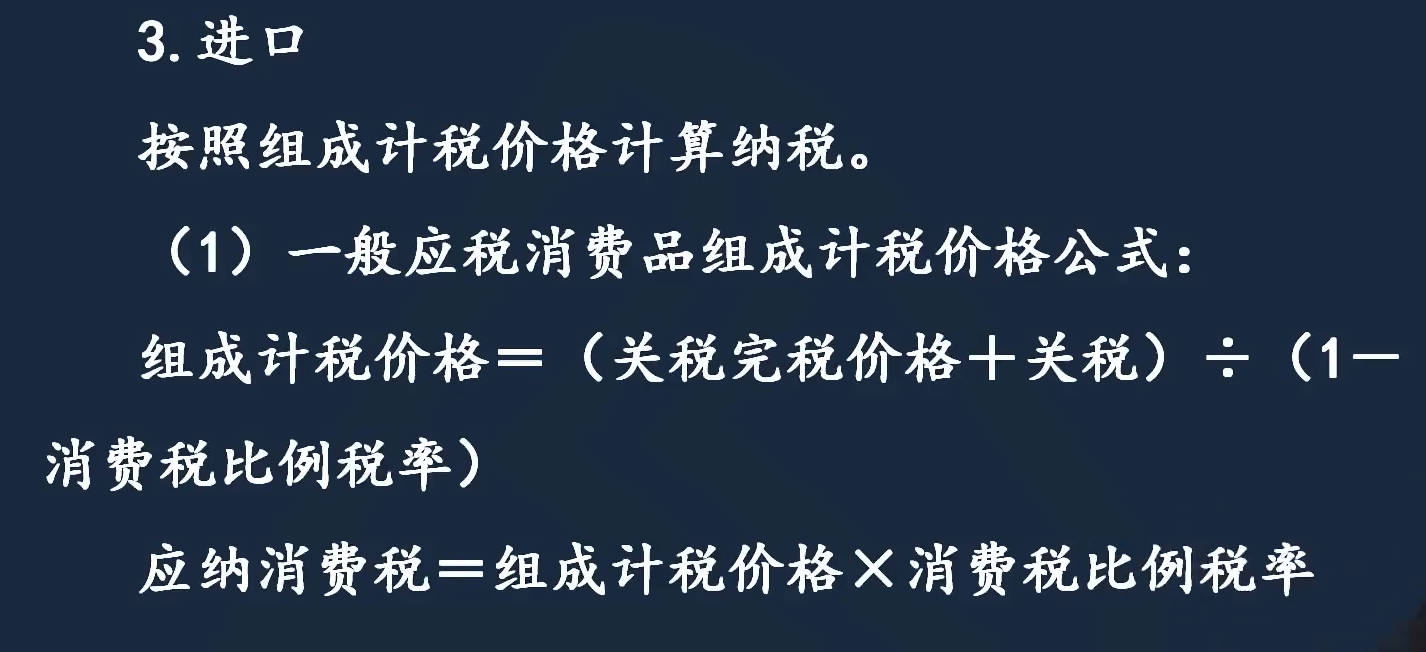 3.进口
按照组成计税价格计算纳税。
（1）一般应税消费品组成计税价格公式：
组成计税价格＝（关税完税价格＋关税）÷（1－
消费税比例税率）
应纳消费税＝组成计税价格×消费税比例税率